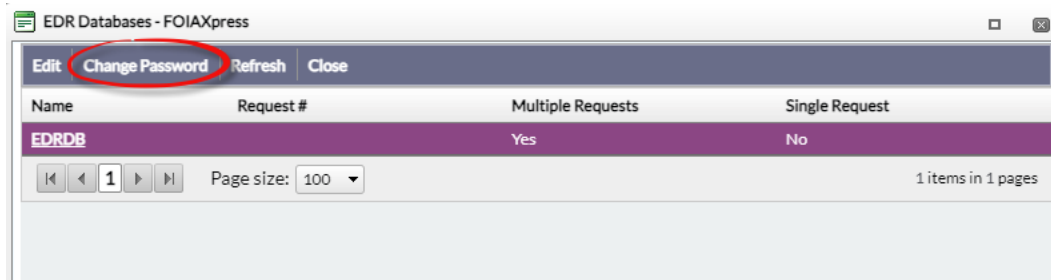 EDR Databases - FOIAXpress
Edit Change Password Refresh Close
Name Request # Multiple Requests Single Request
EDRDB Yes No
1 Page size: 100 1 items in 1 pages